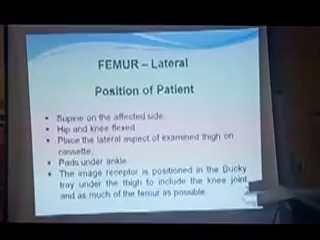 FEMUR – Lateral
Position of Patient
• Supine on the affected side.
• Hip and knee flexed.
• Place the lateral aspect of examined thigh on
cassette.
• Pads under ankle.
• The image receptor is positioned in the Bucky
tray under the thigh to include the knee joint
and as much of the femur as possible.